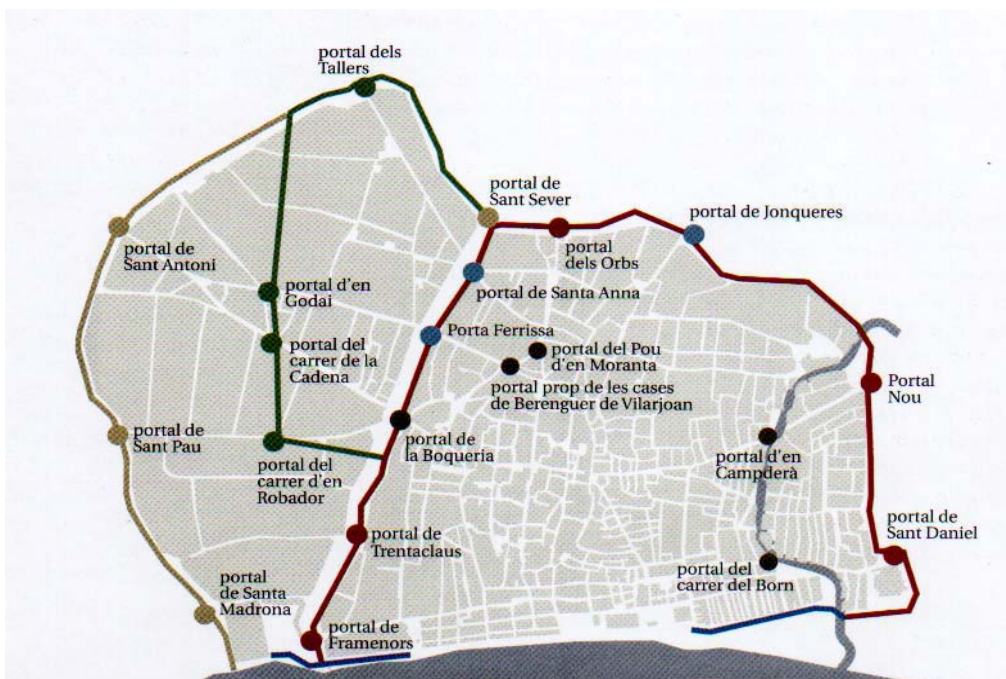 portal dels
Tallers
portal de
Sant Sever
portal de Jonqueres
portal de
Sant Antoni
portal
dels Orbs
portal d'en
Godai
portal de Santa Anna
Porta Ferrissa
portal del
carrer de la
Cadena
portal del Pou
d'en Moranta
portal prop de les cases
de Berenguer de Vilarjoan
Portal
Nou
portal de
Sant Pau
portal de
la Boqueria
portal d'en
Campderà
portal del
carrer d'en
Robador
portal de
Trentaclaus
portal de
Sant Daniel
portal del
carrer del Born
portal
de Santa
Madrona
portal de
Framenors